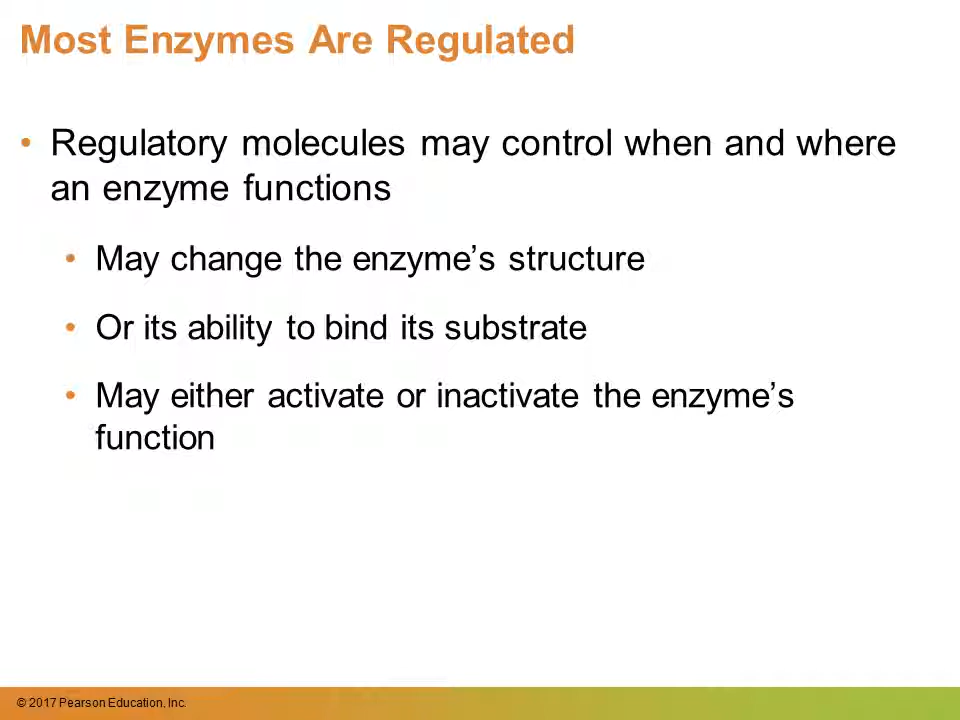 Most Enzymes Are Regulated
• Regulatory molecules may control when and where
an enzyme functions
• May change the enzyme’s structure
• Or its ability to bind its substrate
• May either activate or inactivate the enzyme’s
function
© 2017 Pearson Education, Inc.